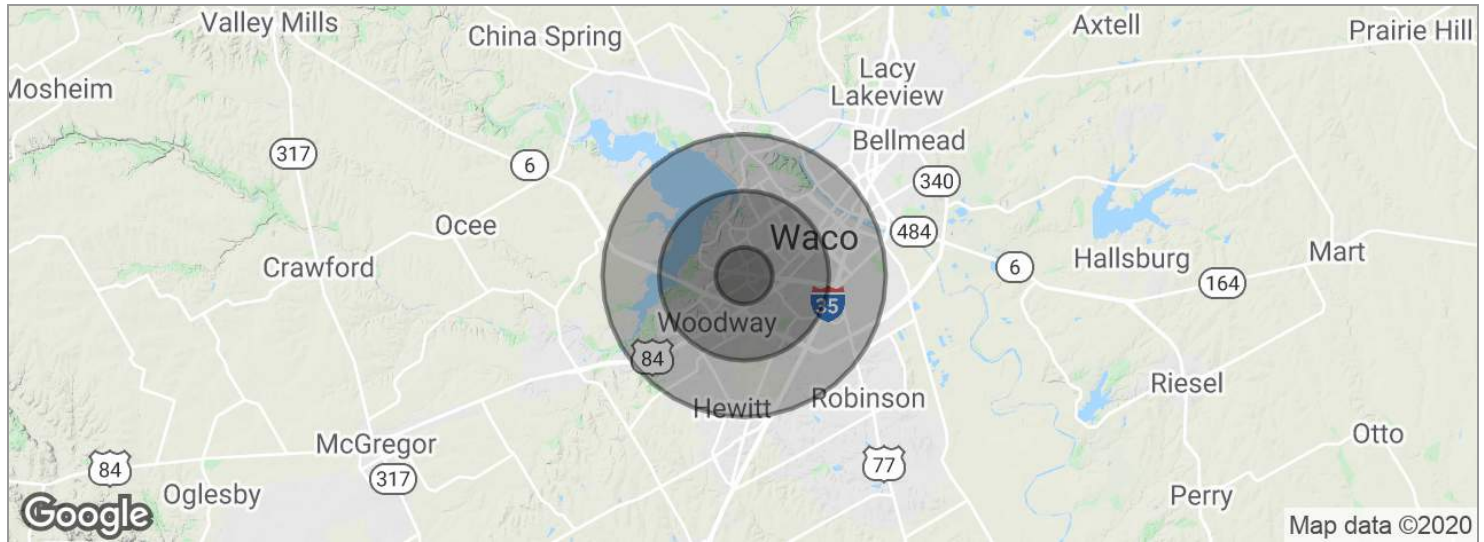 Valley Mills
Axtell
Prairie Hill
China Spring
Lacy
Lakeview
Mosheim
Bellmead
317
6
340
Ocee
484
Waco
Crawford
6
Hallsburg
Mart
164
35
Woodway
84
Riesel
Hewitt
Robinson
McGregor
Otto
84
317
77
Oglesby
Perry
Google
Map data ©2020